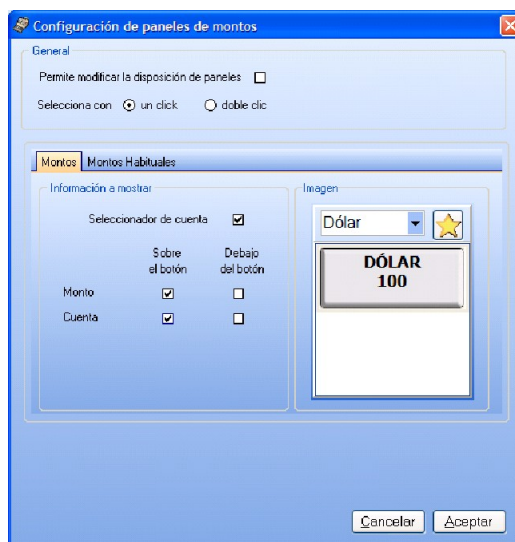 Configuración de paneles de montos
General
Permite modificar la disposición de paneles
Selecciona con un click doble clic
Montos Montos Habituales
Información a mostrar
Imagen
Seleccionador de cuenta
Dólar
Sobre el botón
Debajo del botón
DÓLAR
100
Monto
Cuenta
Cancelar Aceptar